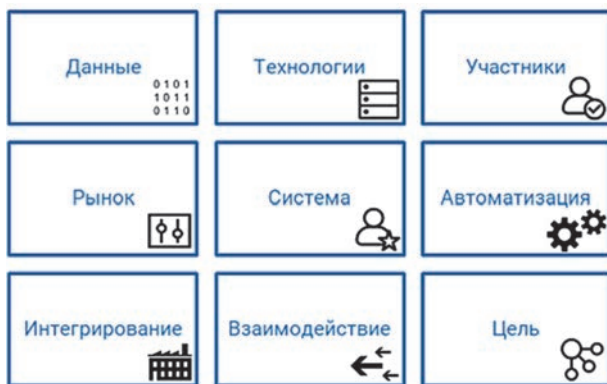 Данные
0101
1011
0110
Технологии
Участники
Рынок
Система
Автоматизация
Интегрирование
Взаимодействие
Цель